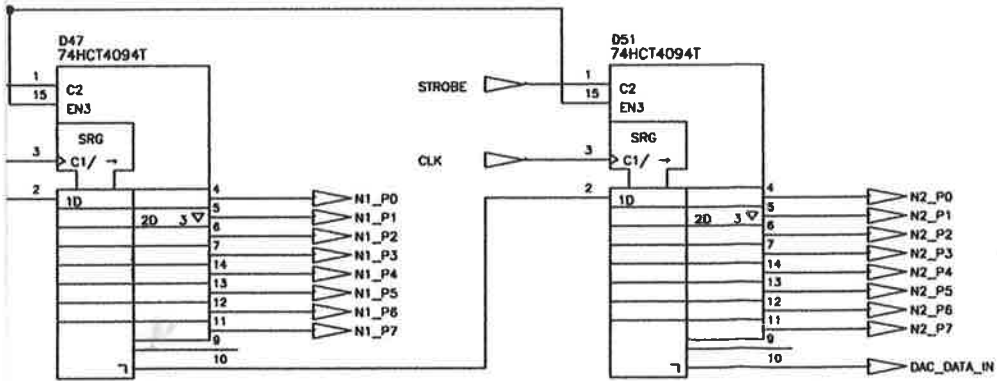 D47
74HCT4094T
1
15
C2
EN3
SRG
3
C1/ →
2
1D
2D 3 ▽
4
5
6
7
14
13
12
11
9
10
N1_P0
N1_P1
N1_P2
N1_P3
N1_P4
N1_P5
N1_P6
N1_P7
STROBE
CLK
D51
74HCT4094T
1
15
C2
EN3
SRG
3
C1/ →
2
1D
2D 3 ▽
4
5
6
7
14
13
12
11
9
10
N2_P0
N2_P1
N2_P2
N2_P3
N2_P4
N2_P5
N2_P6
N2_P7
DAC_DATA_IN